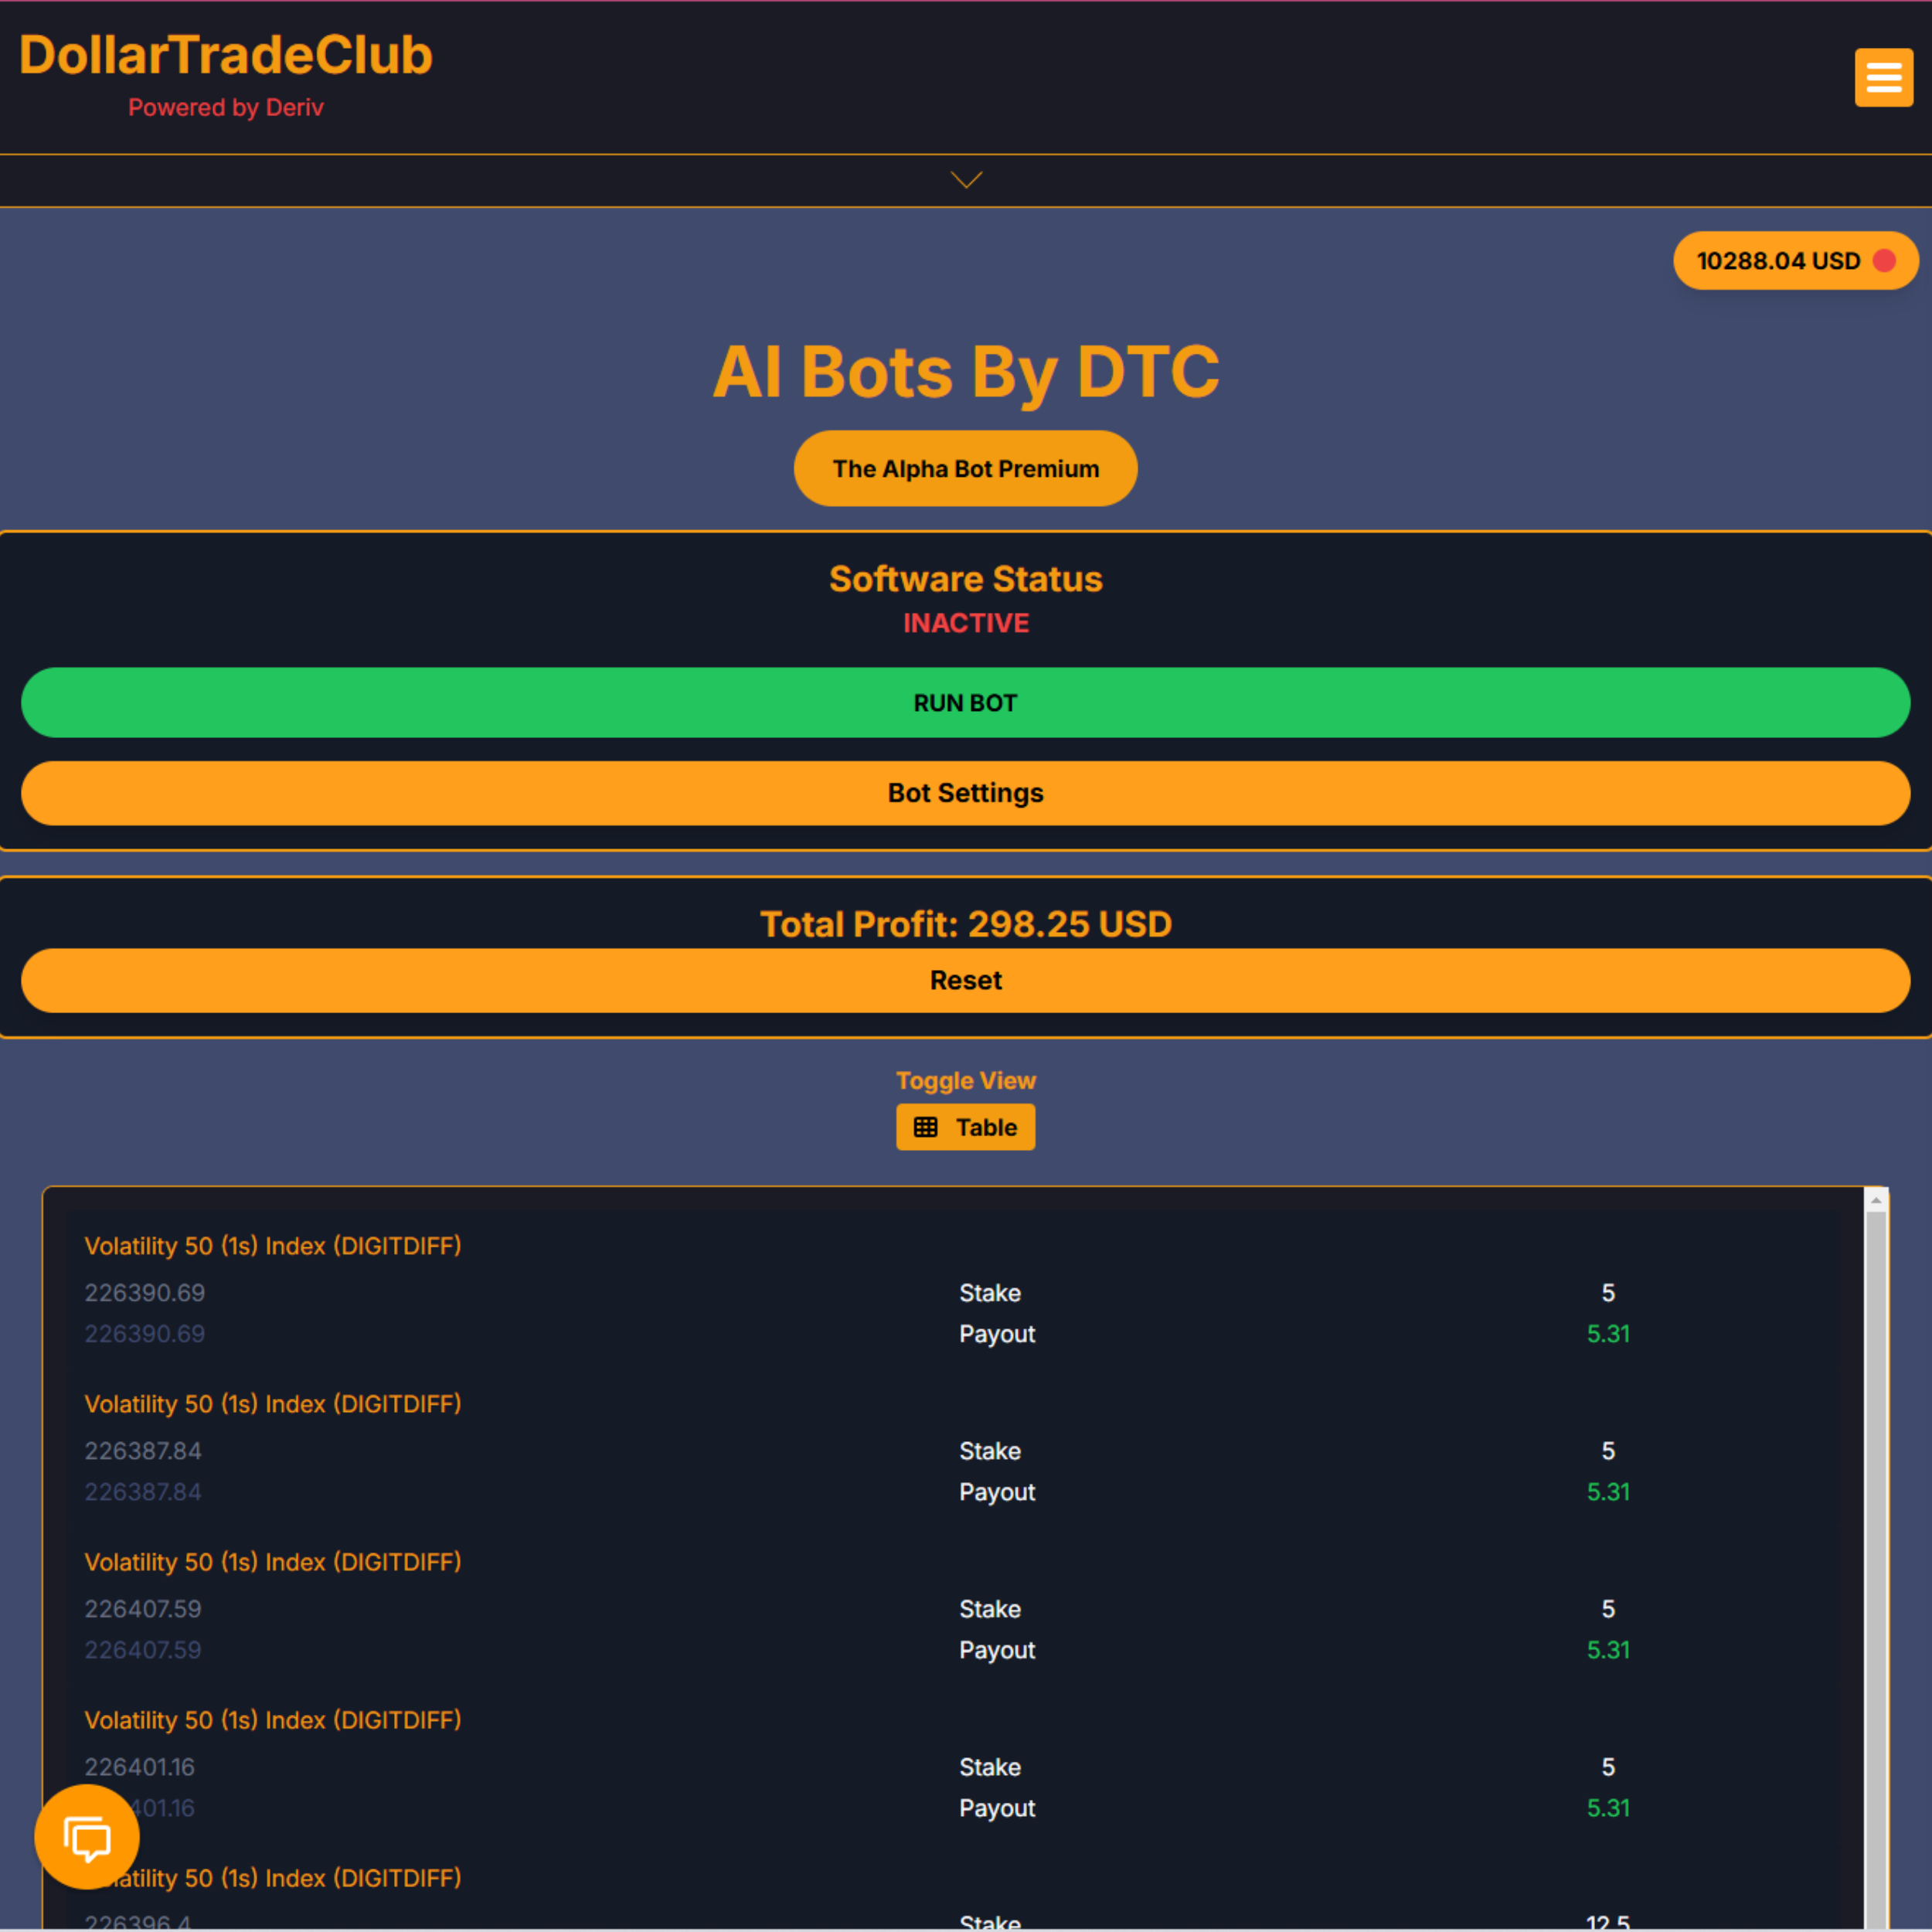 DollarTradeClub
Powered by Deriv
10288.04 USD
AI Bots By DTC
The Alpha Bot Premium
Software Status
INACTIVE
RUN BOT
Bot Settings
Total Profit: 298.25 USD
Reset
Toggle View
Table
Volatility 50 (1s) Index (DIGITDIFF)
226390.69 Stake 5
226390.69 Payout 5.31
Volatility 50 (1s) Index (DIGITDIFF)
226387.84 Stake 5
226387.84 Payout 5.31
Volatility 50 (1s) Index (DIGITDIFF)
226407.59 Stake 5
226407.59 Payout 5.31
Volatility 50 (1s) Index (DIGITDIFF)
226401.16 Stake 5
401.16 Payout 5.31
atility 50 (1s) Index (DIGITDIFF)
226396.4 Stake 12.5